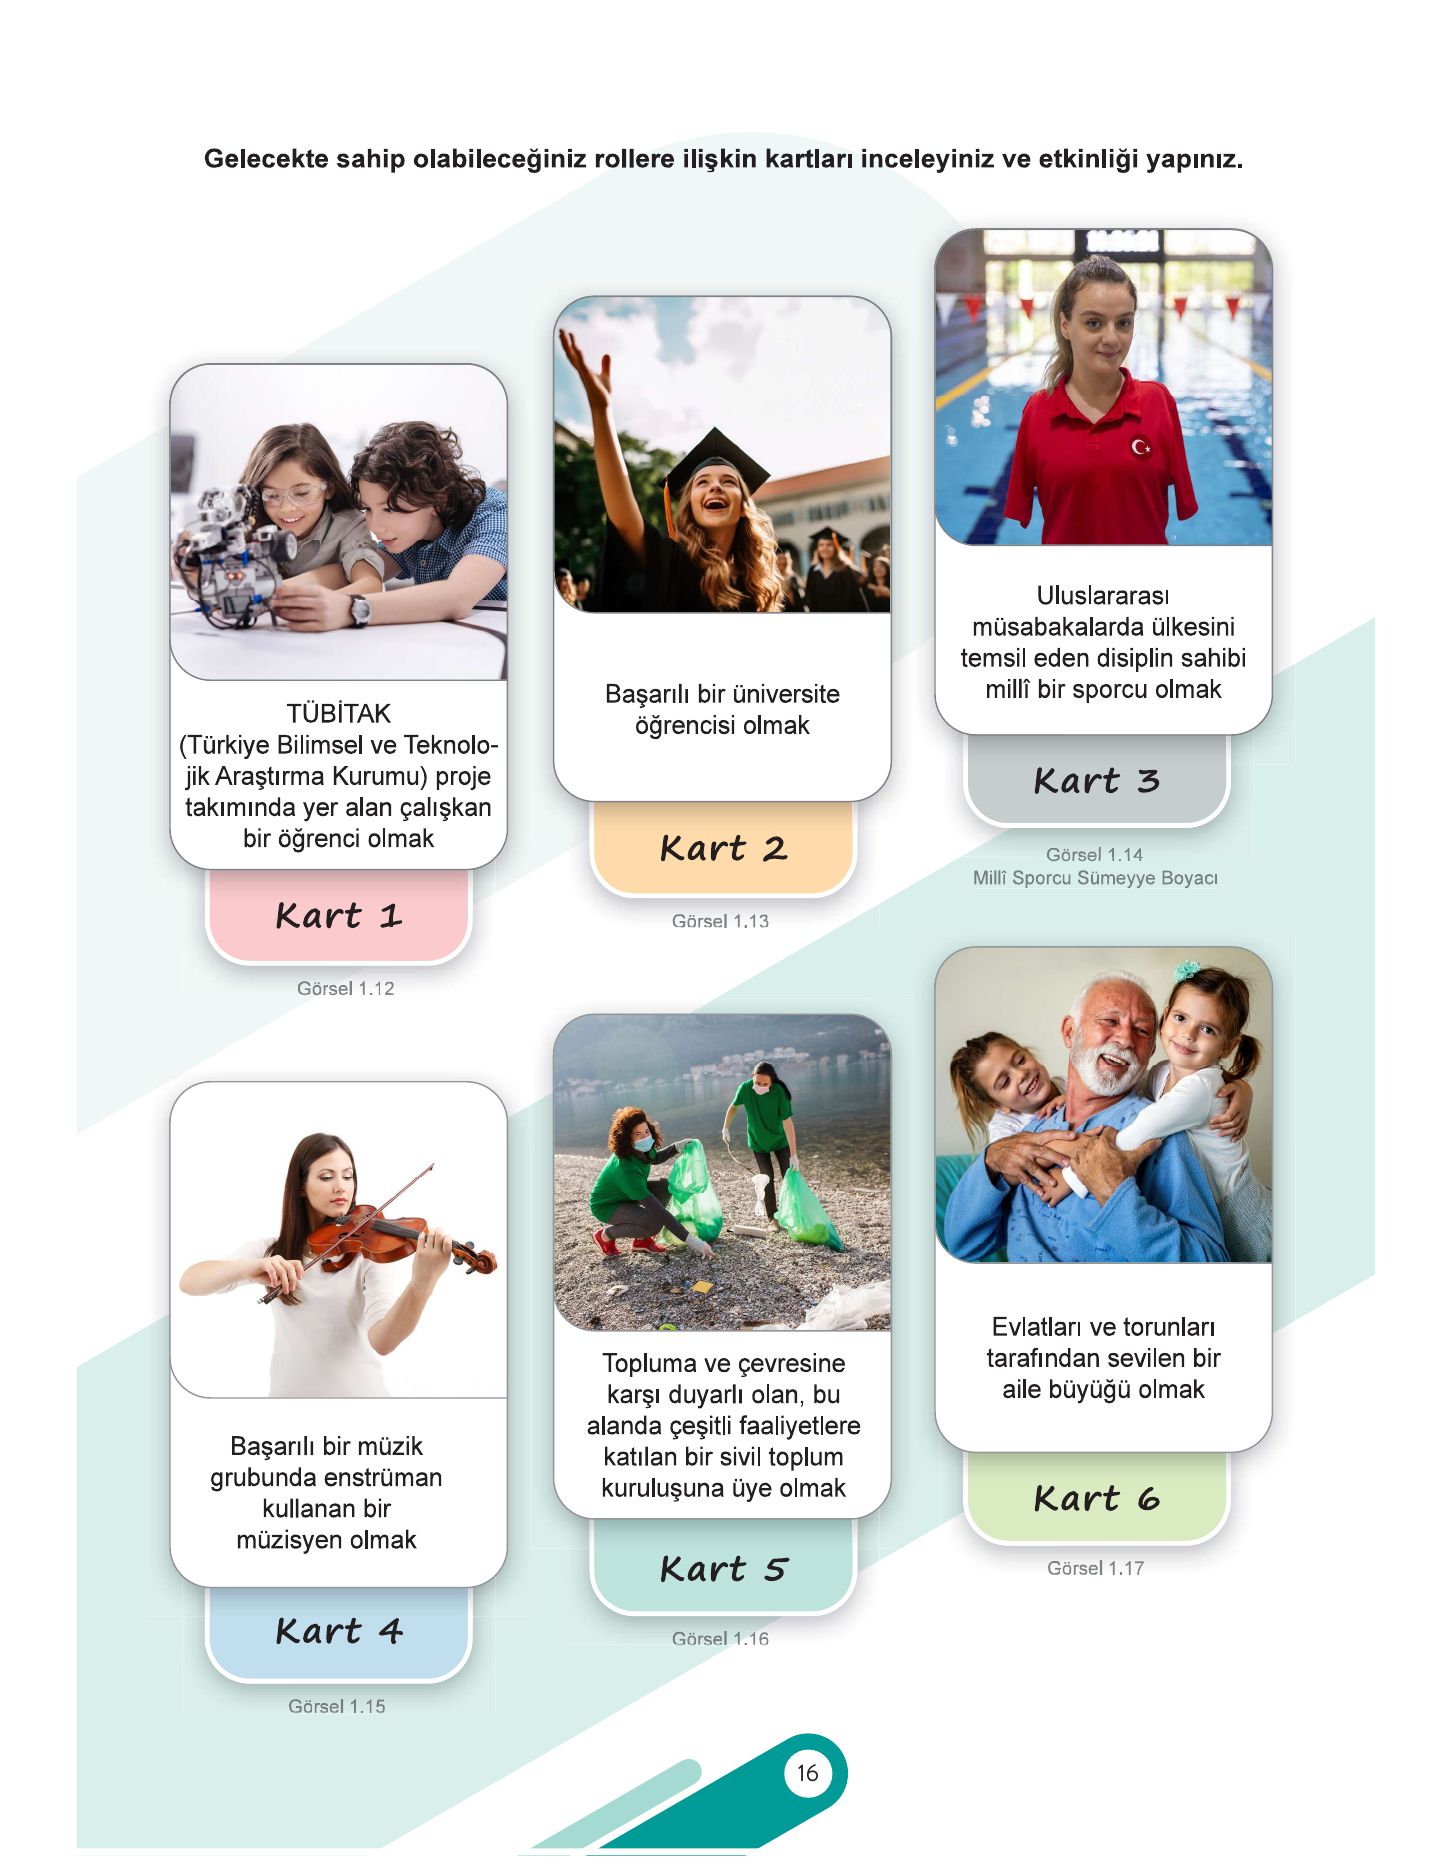 Gelecekte sahip olabileceğiniz rollere ilişkin kartları inceleyiniz ve etkinliği yapınız.
TÜBİTAK
(Türkiye Bilimsel ve Teknolo-
jik Araştırma Kurumu) proje
takımında yer alan çalışkan
bir öğrenci olmak
Kart 1
Görsel 1.12
Başarılı bir üniversite
öğrencisi olmak
Kart 2
Görsel 1.13
Uluslararası
müsabakalarda ülkesini
temsil eden disiplin sahibi
millî bir sporcu olmak
Kart 3
Görsel 1.14
Millî Sporcu Sümeyye Boyacı
Başarılı bir müzik
grubunda enstrüman
kullanan bir
müzisyen olmak
Kart 4
Görsel 1.15
Topluma ve çevresine
karşı duyarlı olan, bu
alanda çeşitli faaliyetlere
katılan bir sivil toplum
kuruluşuna üye olmak
Kart 5
Görsel 1.16
Evlatları ve torunları
tarafından sevilen bir
aile büyüğü olmak
Kart 6
Görsel 1.17
16